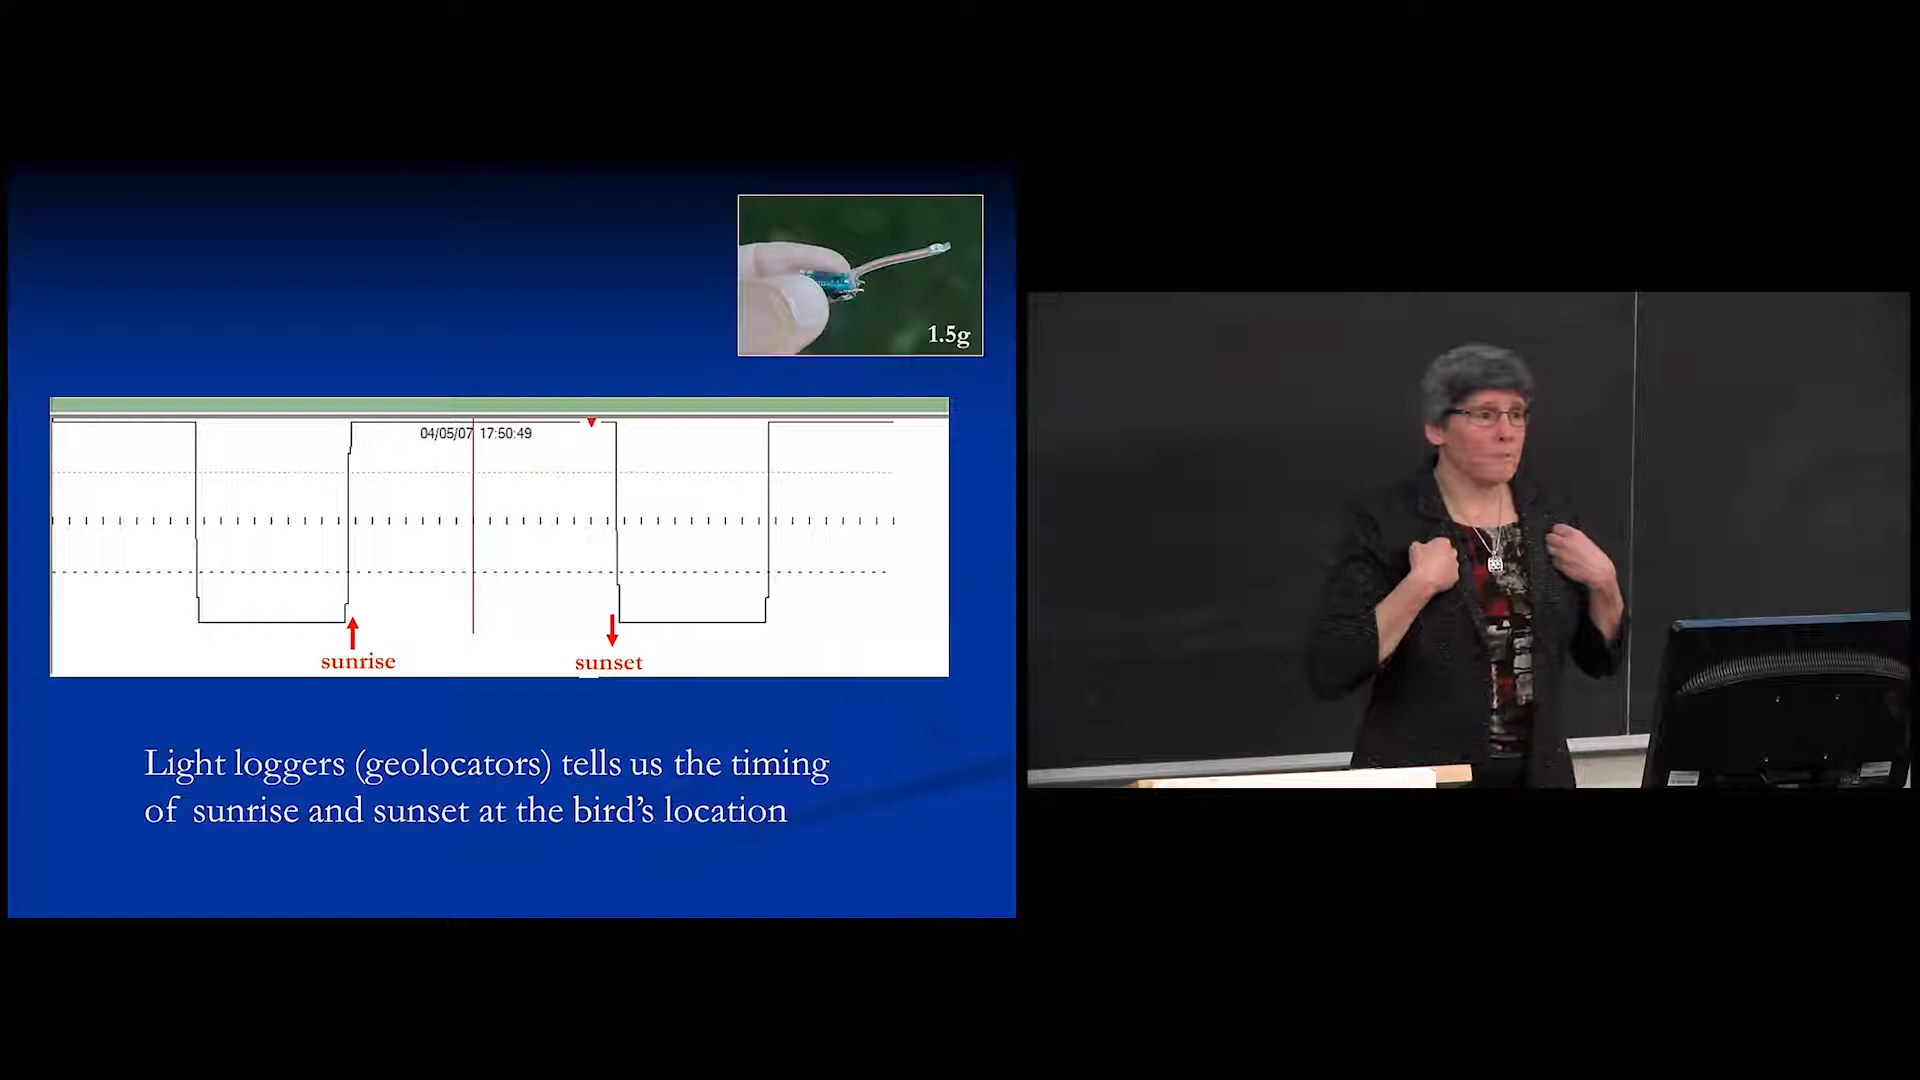 1.5g
04/05/07 17:50:49
sunrise
sunset
Light loggers (geolocators) tells us the timing
of sunrise and sunset at the bird’s location